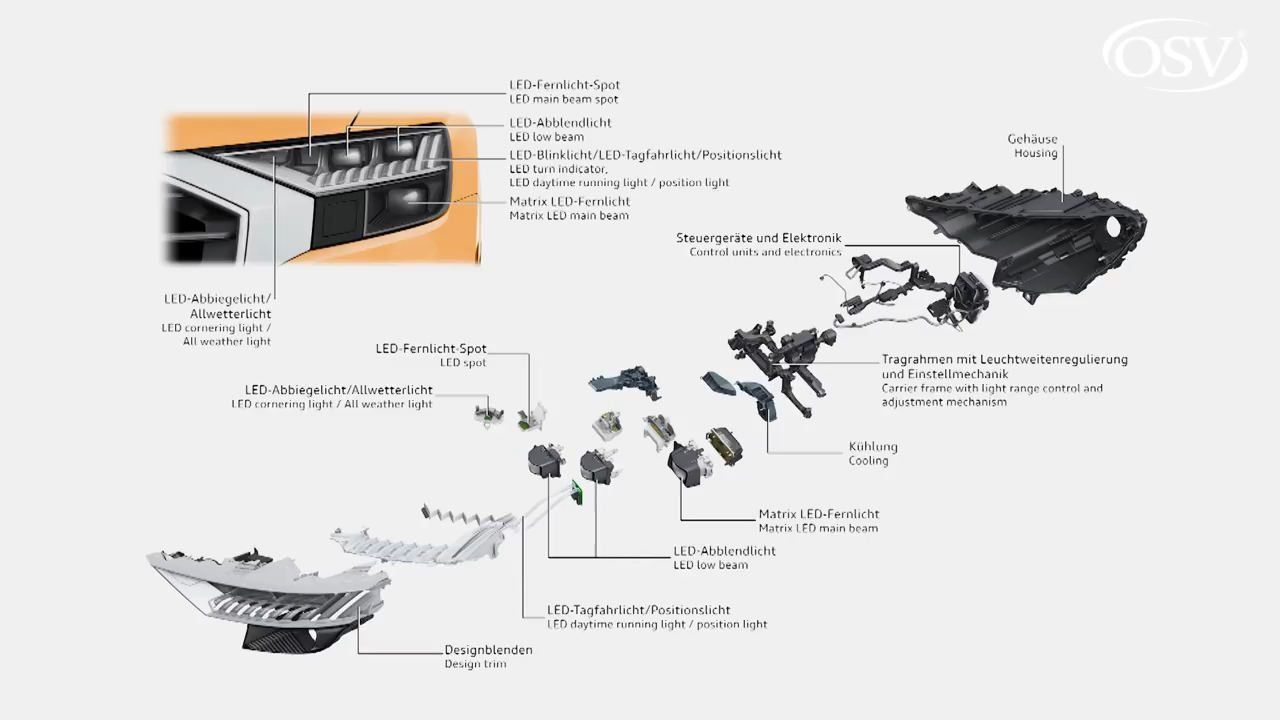 OSV
LED-Fernlicht-Spot
LED main beam spot
LED-Abblendlicht
LED low beam
LED-Blinklicht/LED-Tagfahrlicht/Positionslicht
LED turn indicator,
LED daytime running light / position light
Matrix LED-Fernlicht
Matrix LED main beam
Gehäuse
Housing
Steuergeräte und Elektronik
Control units and electronics
LED-Abbiegelicht/
Allwetterlicht
LED cornering light /
All weather light
LED-Fernlicht-Spot
LED spot
LED-Abbiegelicht/Allwetterlicht
LED cornering light / All weather light
Tragrahmen mit Leuchtweitenregulierung
und Einstellmechanik
Carrier frame with light range control and
adjustment mechanism
Kühlung
Cooling
Matrix LED-Fernlicht
Matrix LED main beam
LED-Abblendlicht
LED low beam
LED-Tagfahrlicht/Positionslicht
LED daytime running light / position light
Designblenden
Design trim